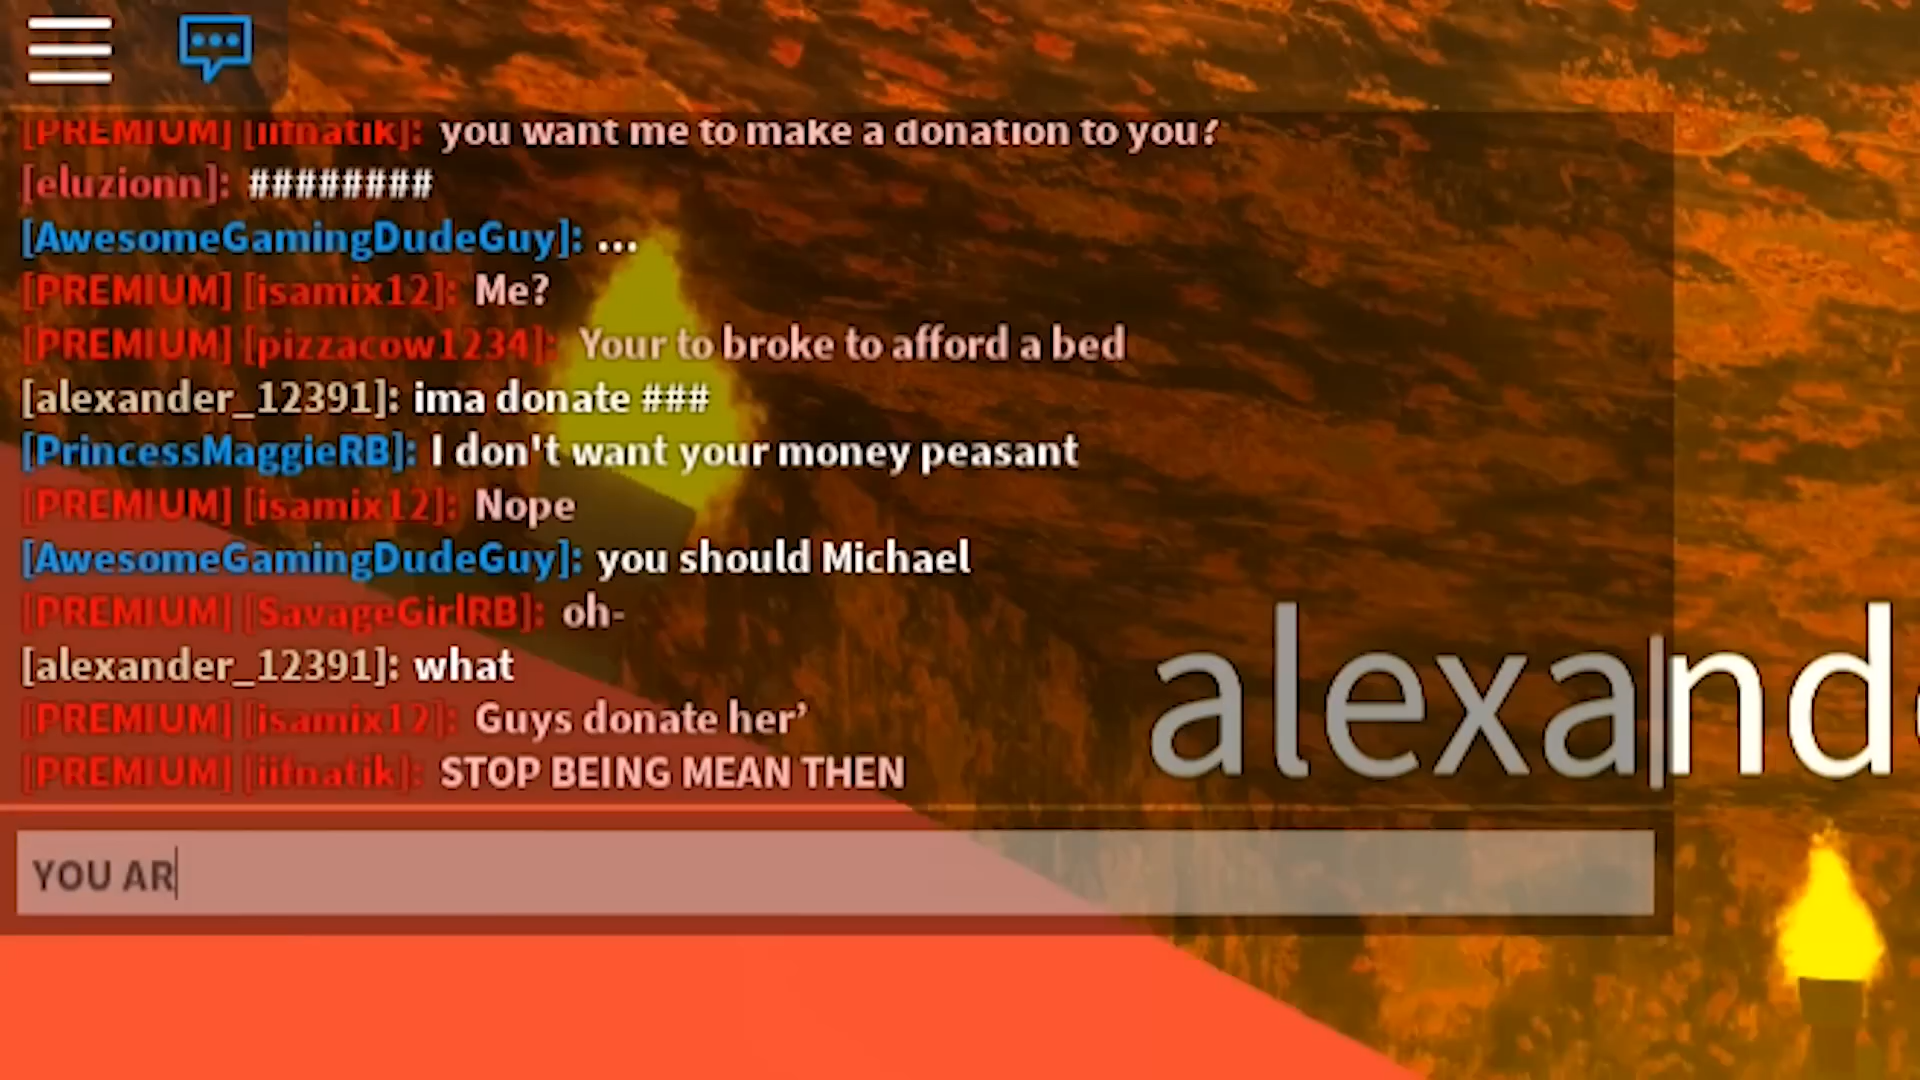 [PREMIUM] [iifnatik]: you want me to make a donation to you?
[eluzionn]: ########
[AwesomeGamingDudeGuy]: ...
[PREMIUM] [isamix12]: Me?
[PREMIUM] [pizzacow1234]: Your to broke to afford a bed
[alexander_12391]: ima donate ###
[PrincessMaggieRB]: I don't want your money peasant
[PREMIUM] [isamix12]: Nope
[AwesomeGamingDudeGuy]: you should Michael
[PREMIUM] [SavageGirlRB]: oh-
[alexander_12391]: what
[PREMIUM] [isamix12]: Guys donate her’
[PREMIUM] [iifnatik]: STOP BEING MEAN THEN
alexand
YOU AR